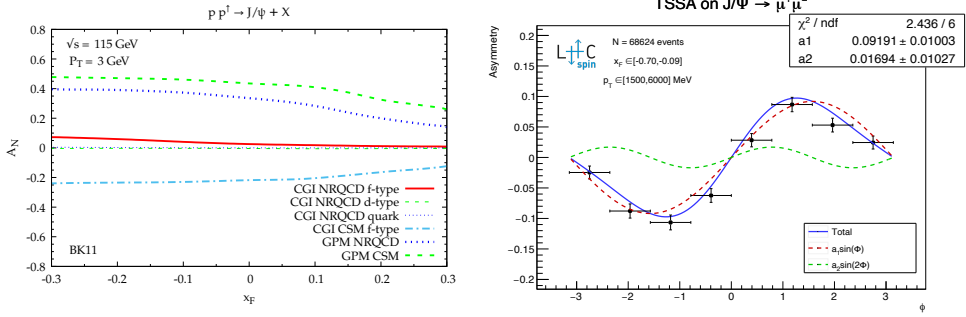 p p† → J/ψ + X
√s = 115 GeV
P_T = 3 GeV
A_N
0.8
0.6
0.4
0.2
0
-0.2
-0.4
-0.6
-0.8
CGI NRQCD f-type
CGI NRQCD d-type
CGI NRQCD quark
CGI CSM f-type
GPM NRQCD
GPM CSM
BK11
-0.3 -0.2 -0.1 0 0.1 0.2 0.3
x_F
TSSA on J/Ψ → μ⁺μ⁻
χ² / ndf 2.436 / 6
a1 0.09191 ± 0.01003
a2 0.01694 ± 0.01027
Asymmetry
LHC
spin
N = 68624 events
x_F ∈[-0.70,-0.09]
p_T ∈[1500,6000] MeV
0.2
0.15
0.1
0.05
0
−0.05
−0.1
−0.15
−0.2
Total
a₁sin(Φ)
a₂sin(2Φ)
−3 −2 −1 0 1 2 3
ϕ